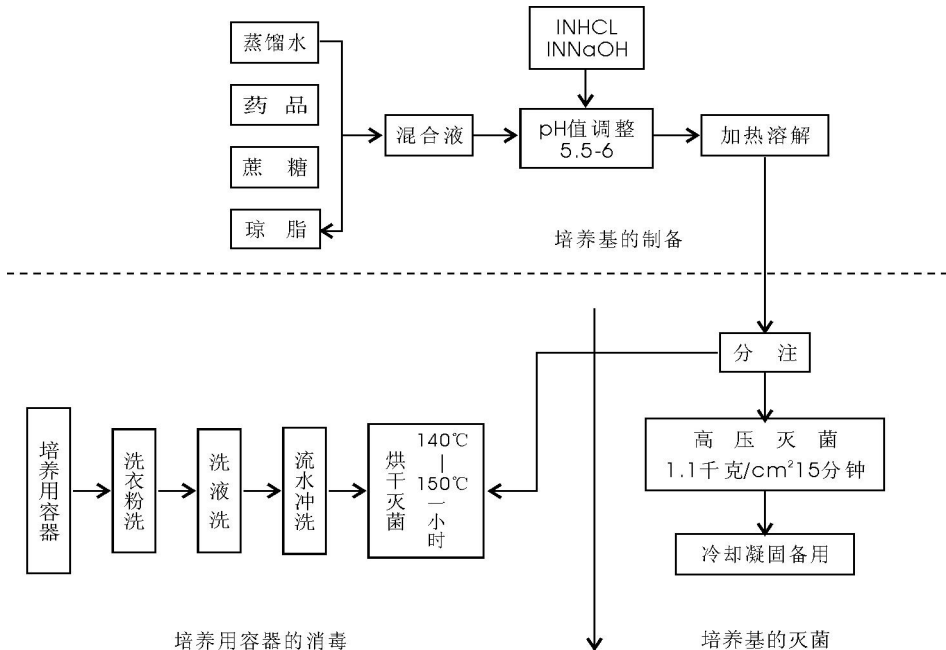 蒸馏水
药品
蔗糖
琼脂
混合液
INHCL
INNaOH
pH值调整
5.5-6
加热溶解
培养基的制备
分注
高压灭菌
1.1千克/cm²15分钟
冷却凝固备用
培养基的灭菌
培养用容器
洗衣粉洗
洗液洗
流水冲洗
烘干灭菌
140℃
|
150℃
一小时
培养用容器的消毒